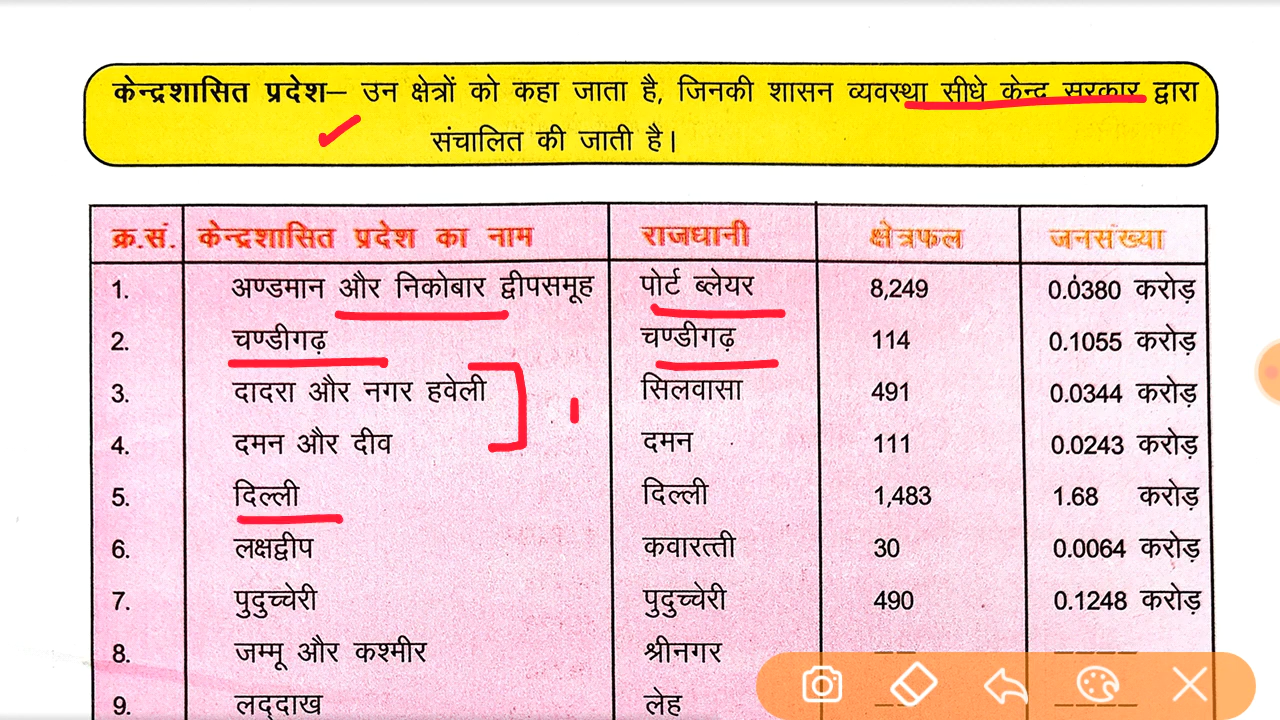 केन्द्रशासित प्रदेश– उन क्षेत्रों को कहा जाता है, जिनकी शासन व्यवस्था सीधे केन्द्र सरकार द्वारा
संचालित की जाती है।
क्र.सं. केन्द्रशासित प्रदेश का नाम राजधानी क्षेत्रफल जनसंख्या
1. अण्डमान और निकोबार द्वीपसमूह पोर्ट ब्लेयर 8,249 0.0380 करोड़
2. चण्डीगढ़ चण्डीगढ़ 114 0.1055 करोड़
3. दादरा और नगर हवेली सिलवासा 491 0.0344 करोड़
4. दमन और दीव दमन 111 0.0243 करोड़
5. दिल्ली दिल्ली 1,483 1.68 करोड़
6. लक्षद्वीप कवारत्ती 30 0.0064 करोड़
7. पुदुच्चेरी पुदुच्चेरी 490 0.1248 करोड़
8. जम्मू और कश्मीर श्रीनगर –– ––––
9. लद्दाख लेह –– ––––